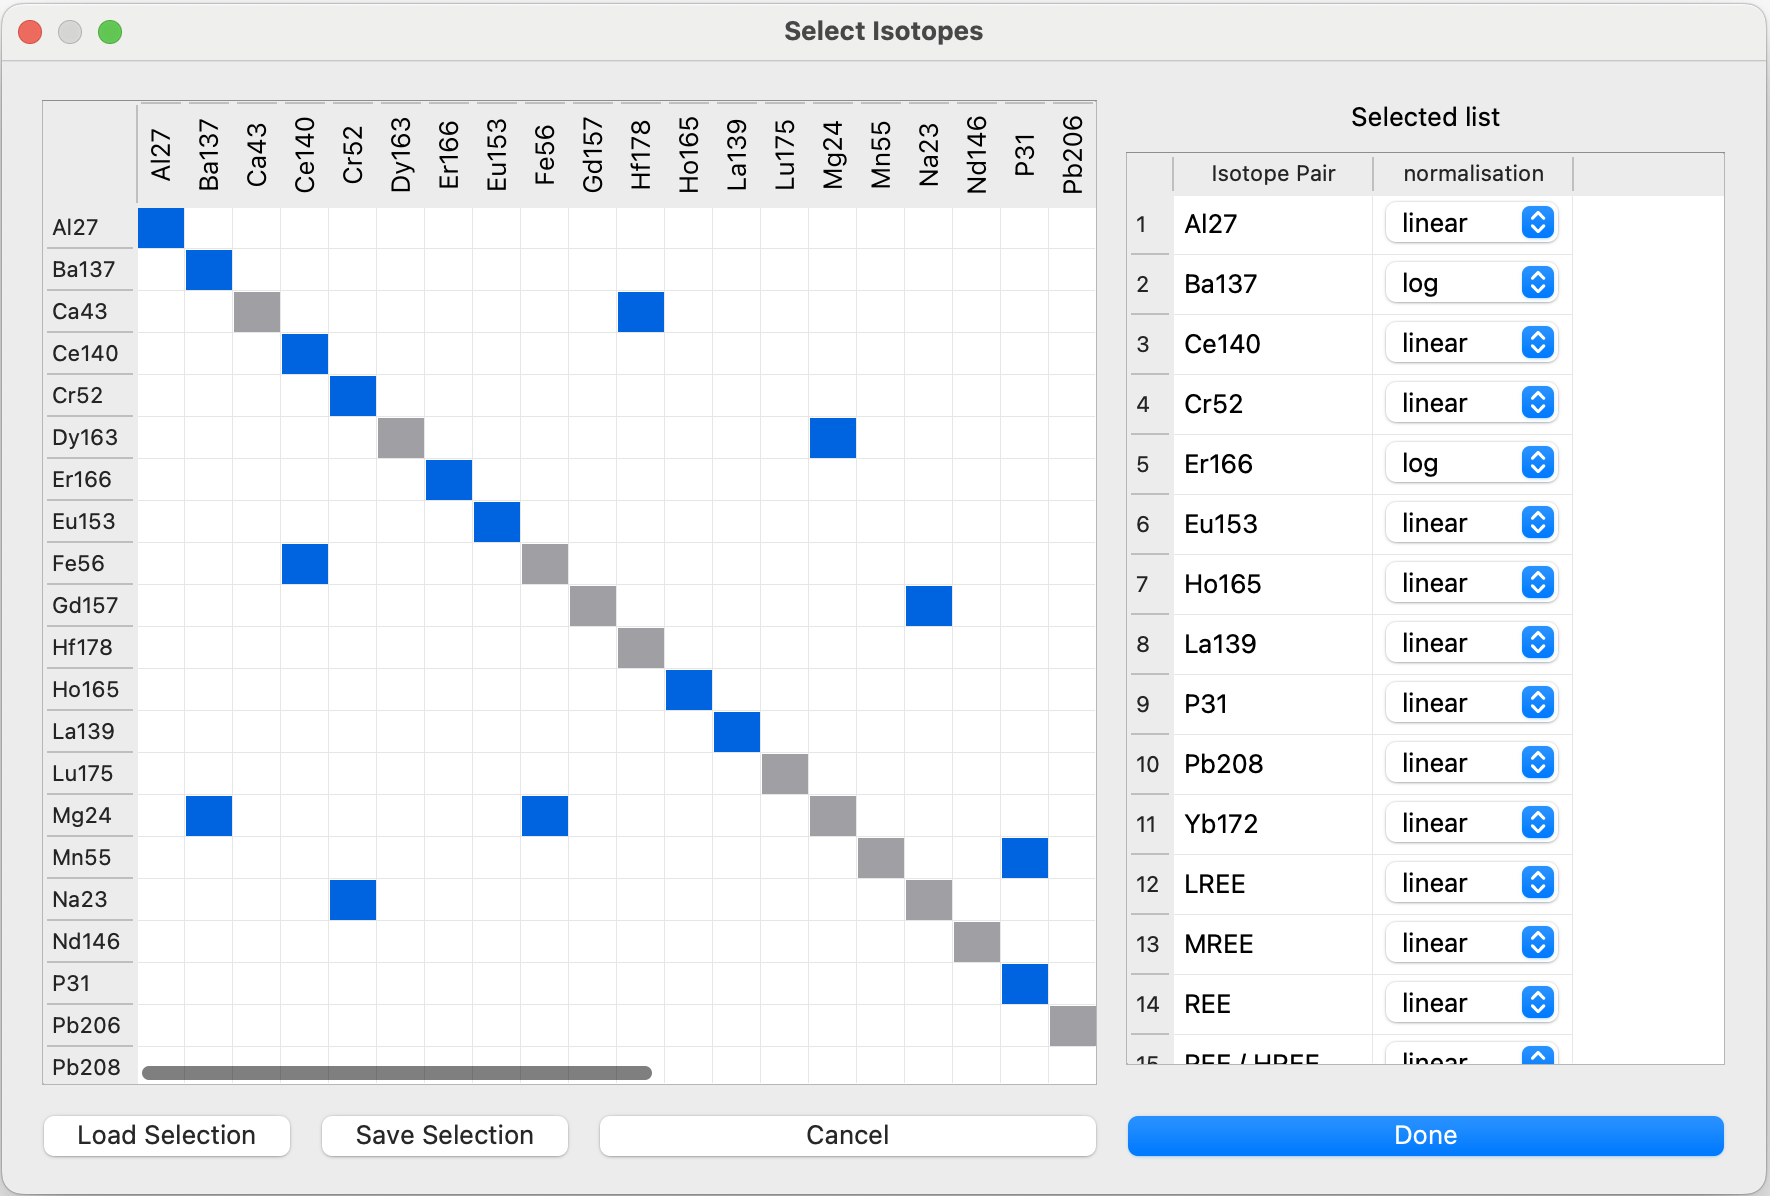 Select Isotopes
Al27 Ba137 Ca43 Ce140 Cr52 Dy163 Er166 Eu153 Fe56 Gd157 Hf178 Ho165 La139 Lu175 Mg24 Mn55 Na23 Nd146 P31 Pb206
Al27
Ba137
Ca43
Ce140
Cr52
Dy163
Er166
Eu153
Fe56
Gd157
Hf178
Ho165
La139
Lu175
Mg24
Mn55
Na23
Nd146
P31
Pb206
Pb208
Selected list
Isotope Pair normalisation
1 Al27 linear
2 Ba137 log
3 Ce140 linear
4 Cr52 linear
5 Er166 log
6 Eu153 linear
7 Ho165 linear
8 La139 linear
9 P31 linear
10 Pb208 linear
11 Yb172 linear
12 LREE linear
13 MREE linear
14 REE linear
15 REE / HREE linear
Load Selection Save Selection Cancel Done